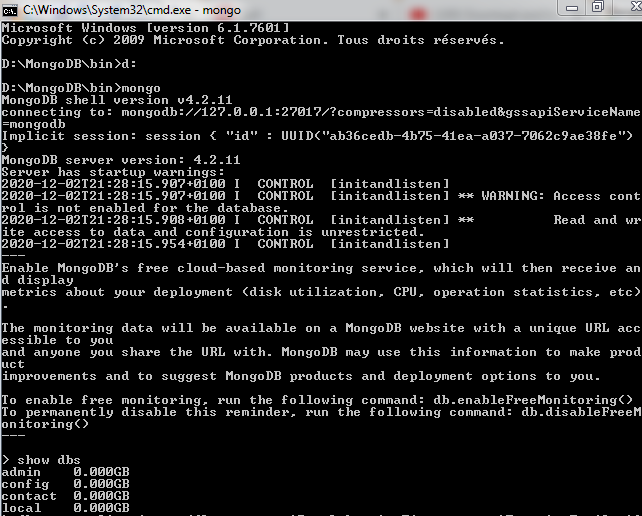 C:\Windows\System32\cmd.exe - mongo
Microsoft Windows [version 6.1.7601]
Copyright (c) 2009 Microsoft Corporation. Tous droits réservés.
D:\MongoDB\bin>d:
D:\MongoDB\bin>mongo
MongoDB shell version v4.2.11
connecting to: mongodb://127.0.0.1:27017/?compressors=disabled&gssapiServiceName
=mongodb
Implicit session: session { "id" : UUID("ab36cedb-4b75-41ea-a037-7062c9ae38fe")
}
MongoDB server version: 4.2.11
Server has startup warnings:
2020-12-02T21:28:15.907+0100 I  CONTROL  [initandlisten]
2020-12-02T21:28:15.907+0100 I  CONTROL  [initandlisten] ** WARNING: Access cont
rol is not enabled for the database.
2020-12-02T21:28:15.908+0100 I  CONTROL  [initandlisten] **          Read and wr
ite access to data and configuration is unrestricted.
2020-12-02T21:28:15.954+0100 I  CONTROL  [initandlisten]
---
Enable MongoDB's free cloud-based monitoring service, which will then receive an
d display
metrics about your deployment (disk utilization, CPU, operation statistics, etc)
.
The monitoring data will be available on a MongoDB website with a unique URL acc
essible to you
and anyone you share the URL with. MongoDB may use this information to make prod
uct
improvements and to suggest MongoDB products and deployment options to you.
To enable free monitoring, run the following command: db.enableFreeMonitoring()
To permanently disable this reminder, run the following command: db.disableFreeM
onitoring()
---
> show dbs
admin    0.000GB
config   0.000GB
contact  0.000GB
local    0.000GB